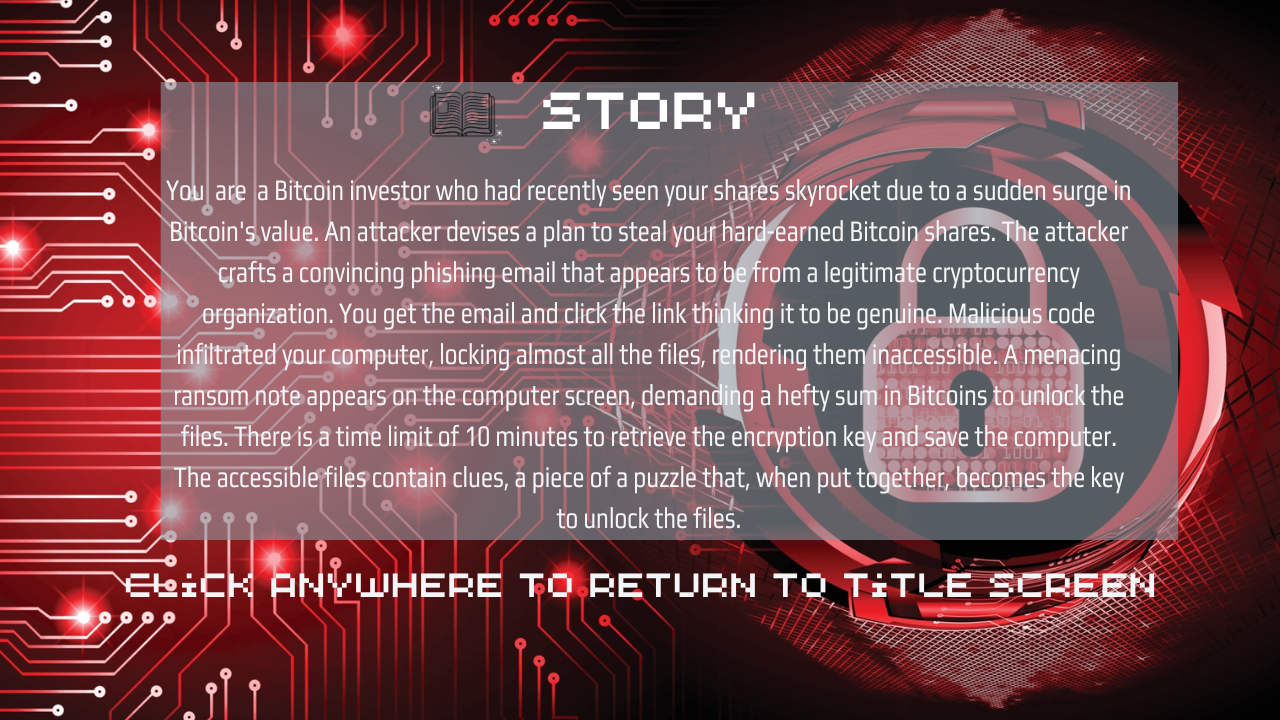 STORY
You are a Bitcoin investor who had recently seen your shares skyrocket due to a sudden surge in
Bitcoin's value. An attacker devises a plan to steal your hard-earned Bitcoin shares. The attacker
crafts a convincing phishing email that appears to be from a legitimate cryptocurrency
organization. You get the email and click the link thinking it to be genuine. Malicious code
infiltrated your computer, locking almost all the files, rendering them inaccessible. A menacing
ransom note appears on the computer screen, demanding a hefty sum in Bitcoins to unlock the
files. There is a time limit of 10 minutes to retrieve the encryption key and save the computer.
The accessible files contain clues, a piece of a puzzle that, when put together, becomes the key
to unlock the files.
CLiCK ANYWHERE TO RETURN TO TiTLE SCREEN